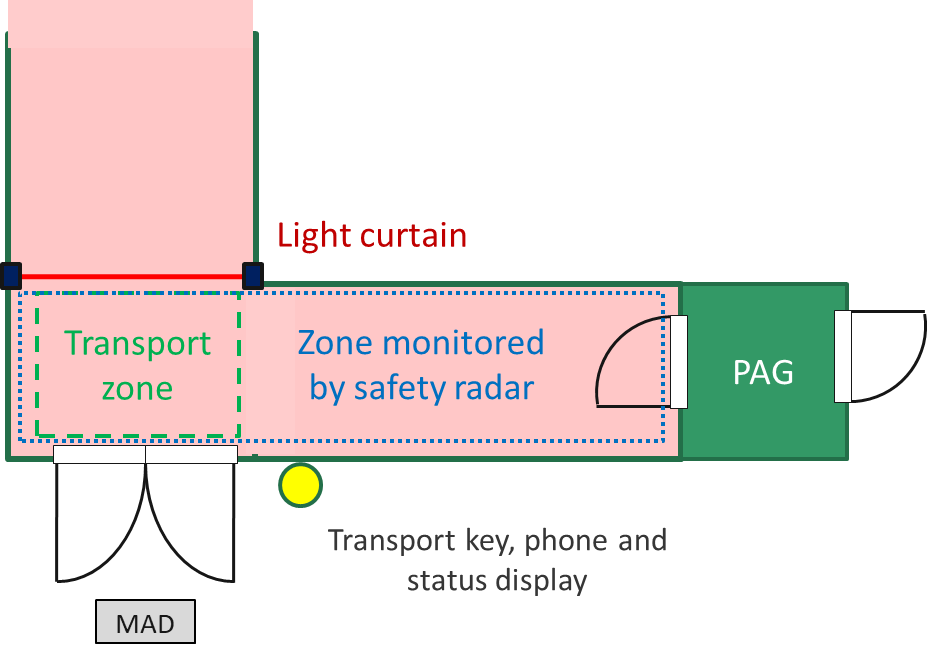 Light curtain
Transport
zone
Zone monitored
by safety radar
PAG
Transport key, phone and
status display
MAD